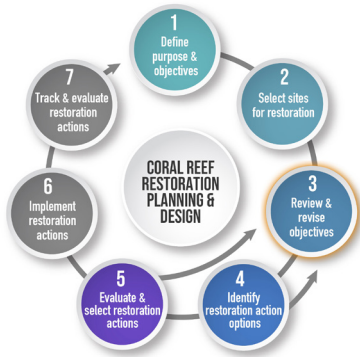 1
Define
purpose &
objectives
2
Select sites
for restoration
3
Review &
revise
objectives
4
Identify
restoration action
options
5
Evaluate &
select restoration
actions
6
Implement
restoration
actions
7
Track & evaluate
restoration
actions
CORAL REEF
RESTORATION
PLANNING &
DESIGN